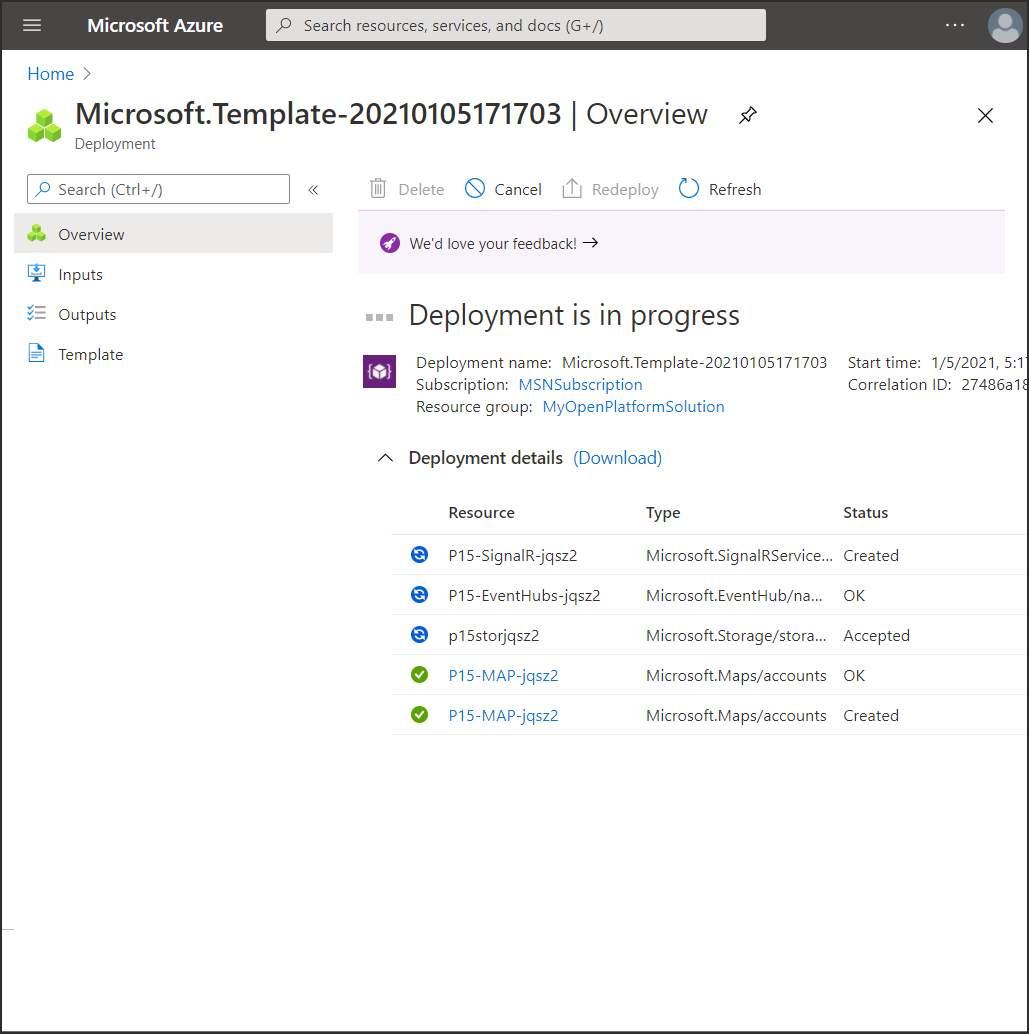 Microsoft Azure
Search resources, services, and docs (G+/)
...
Home >
Microsoft.Template-20210105171703 | Overview
Deployment
Search (Ctrl+/)
«
Delete Cancel Redeploy Refresh
Overview
Inputs
Outputs
Template
We'd love your feedback! →
Deployment is in progress
Deployment name: Microsoft.Template-20210105171703 Start time: 1/5/2021, 5:17
Subscription: MSNSubscription Correlation ID: 27486a18
Resource group: MyOpenPlatformSolution
Deployment details (Download)
Resource Type Status
P15-SignalR-jqsz2 Microsoft.SignalRService... Created
P15-EventHubs-jqsz2 Microsoft.EventHub/na... OK
p15storjqsz2 Microsoft.Storage/stora... Accepted
P15-MAP-jqsz2 Microsoft.Maps/accounts OK
P15-MAP-jqsz2 Microsoft.Maps/accounts Created